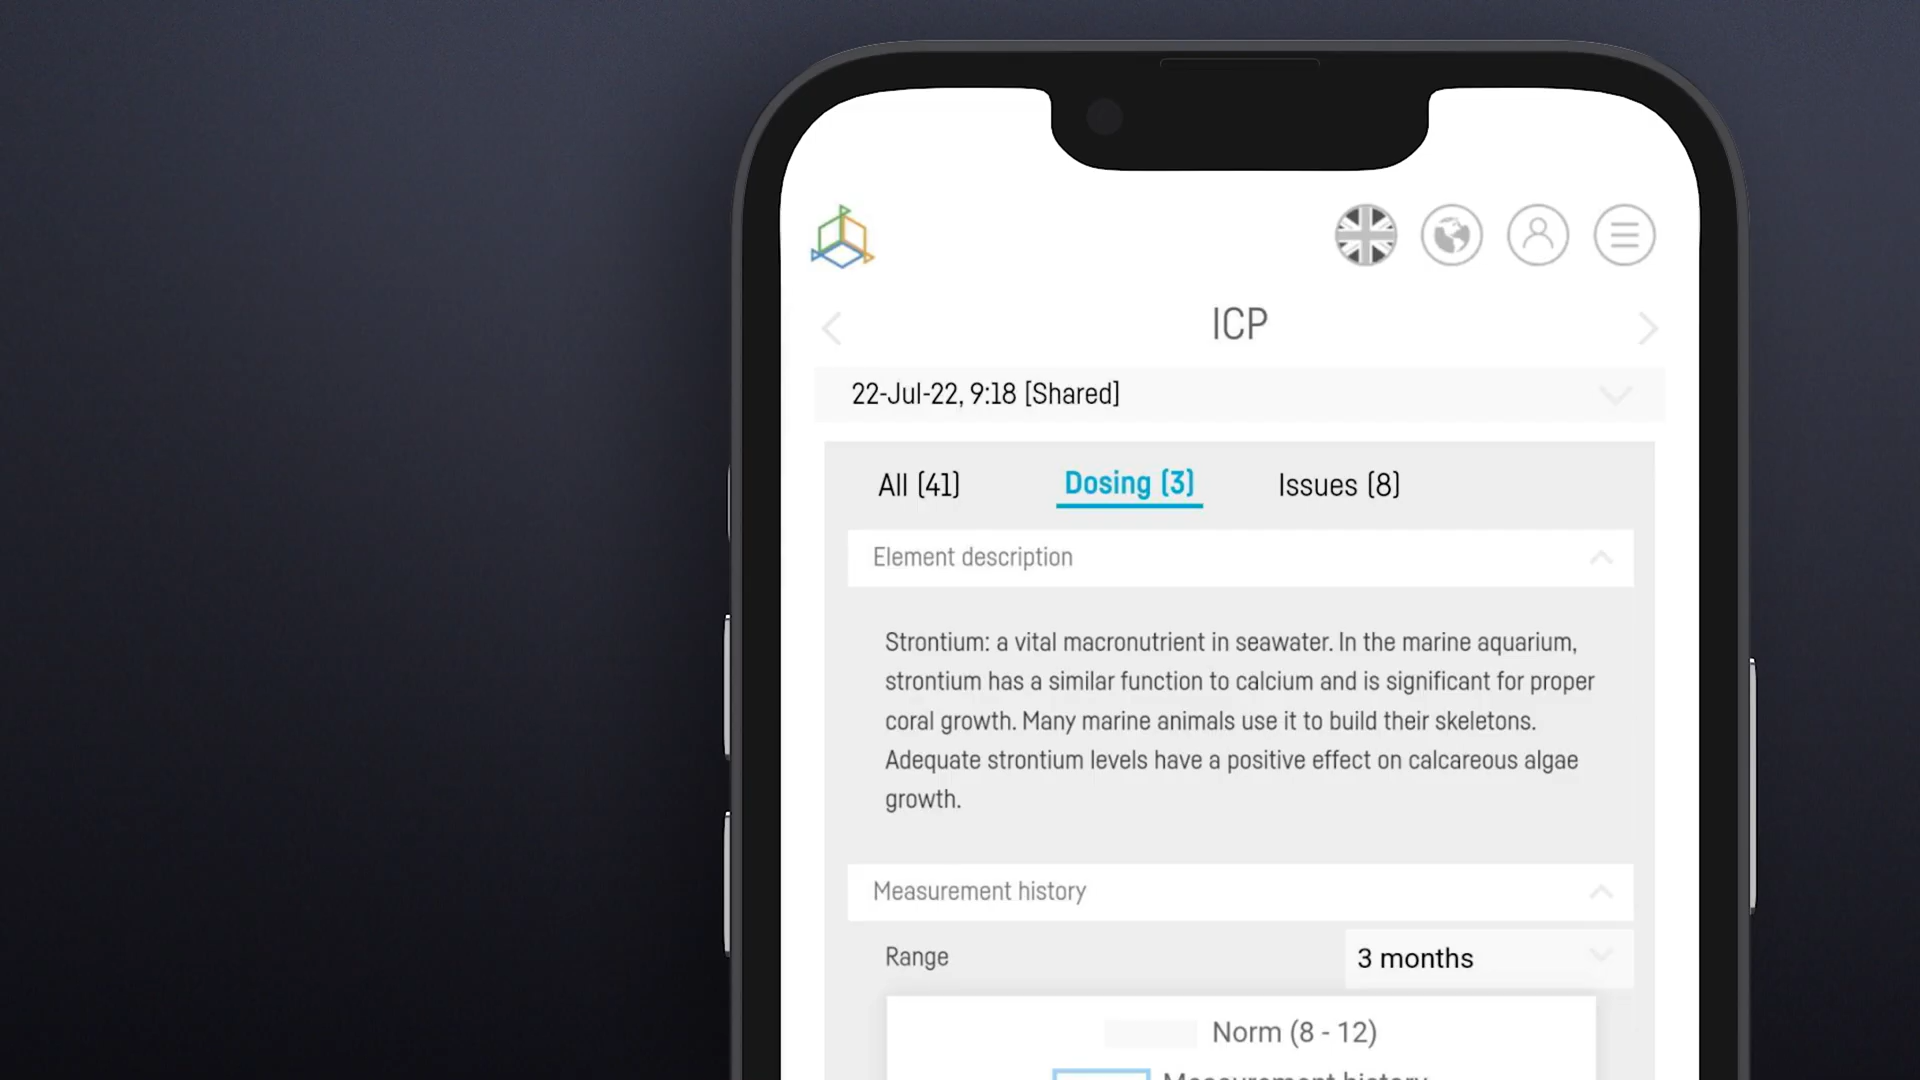 ICP
22-Jul-22, 9:18 [Shared]
All (41)
Dosing (3)
Issues (8)
Element description
Strontium: a vital macronutrient in seawater. In the marine aquarium,
strontium has a similar function to calcium and is significant for proper
coral growth. Many marine animals use it to build their skeletons.
Adequate strontium levels have a positive effect on calcareous algae
growth.
Measurement history
Range
3 months
Norm (8 - 12)
Measurement history